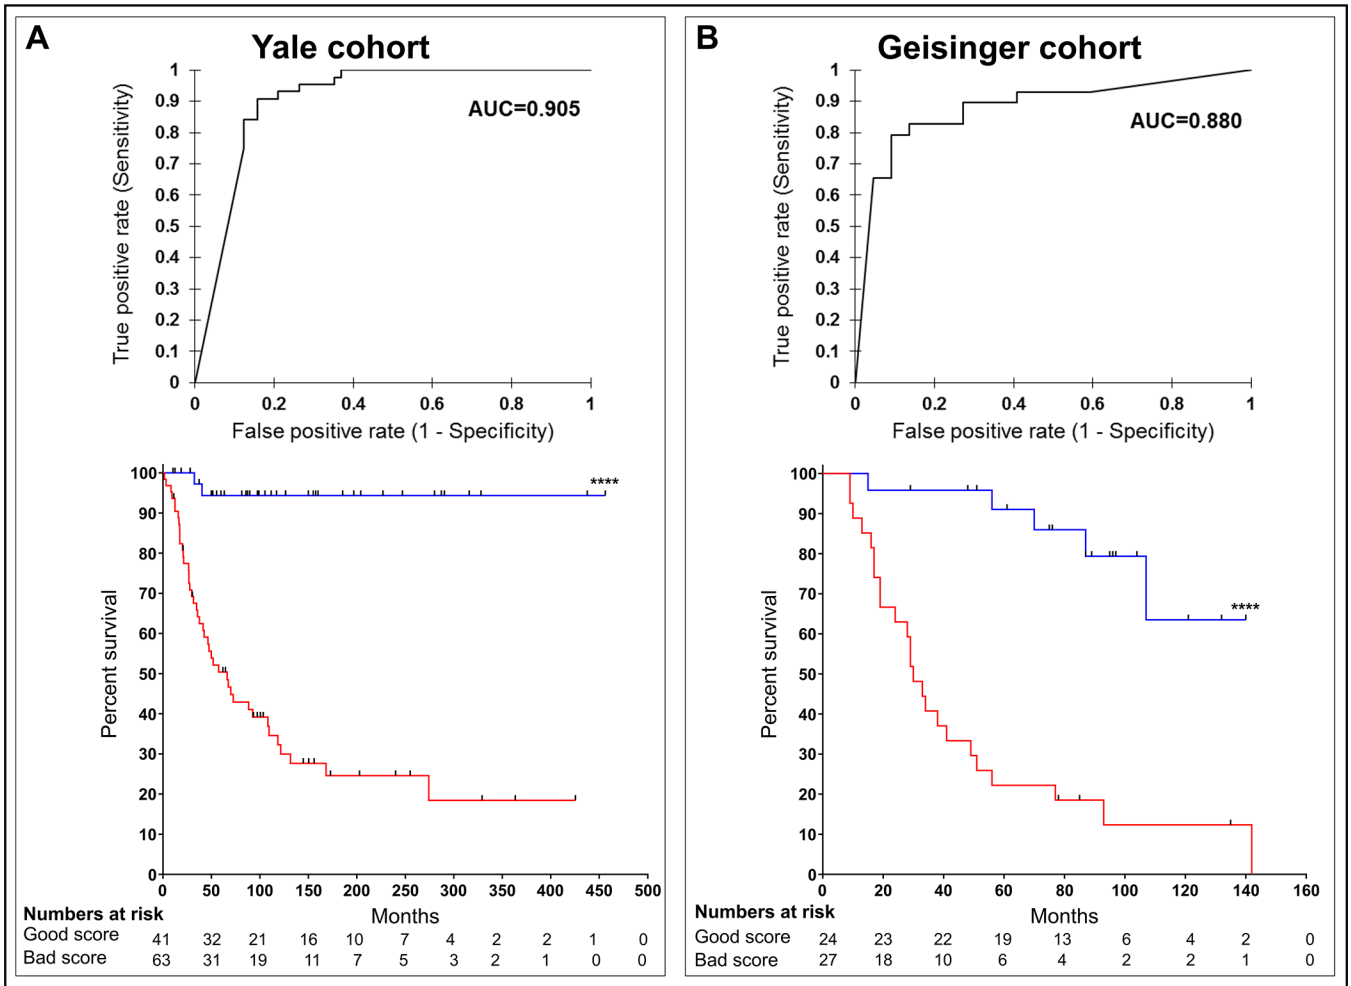 A
Yale cohort
1
0.9
0.8
0.7
0.6
0.5
0.4
0.3
0.2
0.1
0
True positive rate (Sensitivity)
AUC=0.905
0 0.2 0.4 0.6 0.8 1
False positive rate (1 - Specificity)
100
90
80
70
60
50
40
30
20
10
0
Percent survival
****
0 50 100 150 200 250 300 350 400 450 500
Months
Numbers at risk
Good score 41 32 21 16 10 7 4 2 2 1 0
Bad score 63 31 19 11 7 5 3 2 1 0 0
B
Geisinger cohort
1
0.9
0.8
0.7
0.6
0.5
0.4
0.3
0.2
0.1
0
True positive rate (Sensitivity)
AUC=0.880
0 0.2 0.4 0.6 0.8 1
False positive rate (1 - Specificity)
100
90
80
70
60
50
40
30
20
10
0
Percent survival
****
0 20 40 60 80 100 120 140 160
Months
Numbers at risk
Good score 24 23 22 19 13 6 4 2 0
Bad score 27 18 10 6 4 2 2 1 0